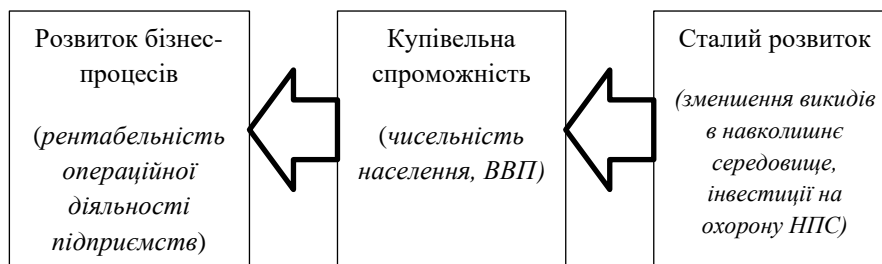 Розвиток бізнес-
процесів
(рентабельність
операційної
діяльності
підприємств)
Купівельна
спроможність
(чисельність
населення, ВВП)
Сталий розвиток
(зменшення викидів
в навколишнє
середовище,
інвестиції на
охорону НПС)